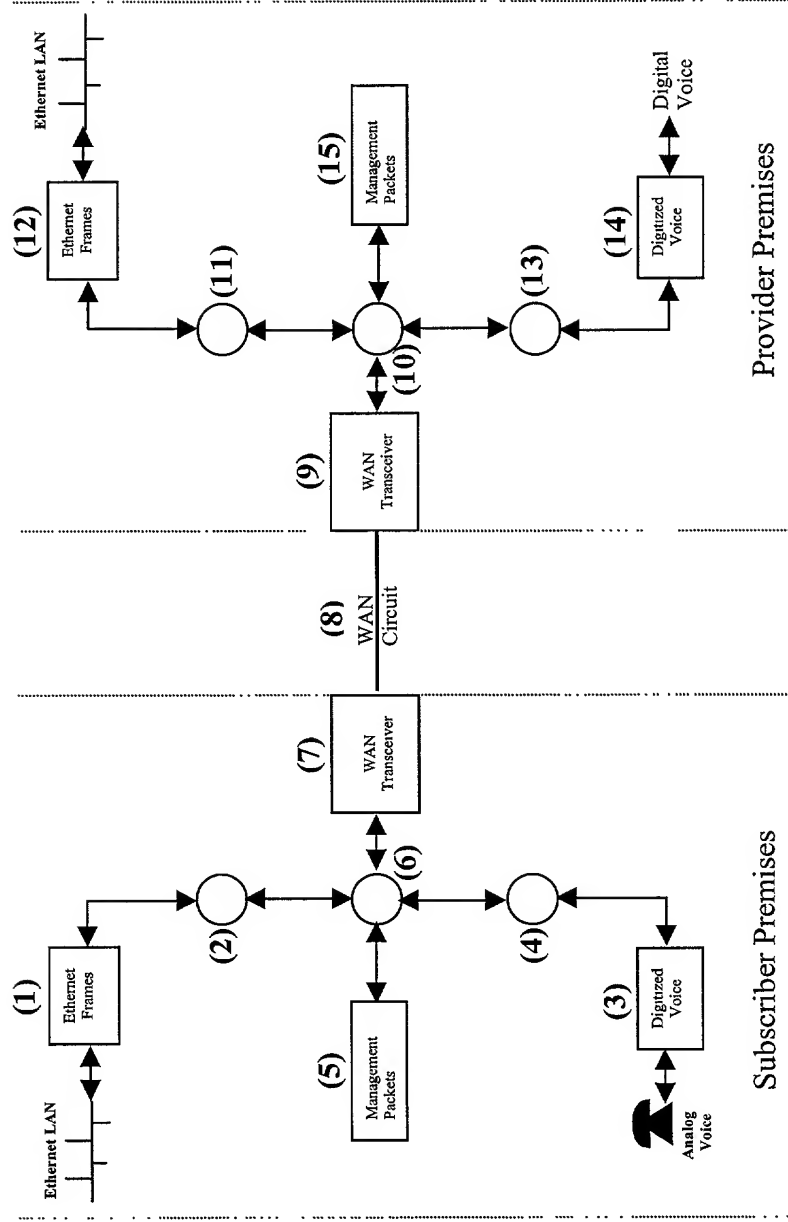 Ethernet LAN
(1)
Ethernet
Frames
(2)
(5)
Management
Packets
(6)
(4)
(3)
Digitized
Voice
Analog
Voice
Subscriber Premises
(7)
WAN
Transceiver
(8)
WAN
Circuit
(9)
WAN
Transceiver
(10)
Ethernet LAN
(12)
Ethernet
Frames
(11)
(15)
Management
Packets
(13)
(14)
Digitized
Voice
Digital
Voice
Provider Premises